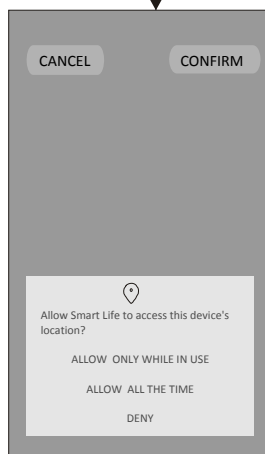 CANCEL
CONFIRM
Allow Smart Life to access this device's
location?
ALLOW ONLY WHILE IN USE
ALLOW ALL THE TIME
DENY